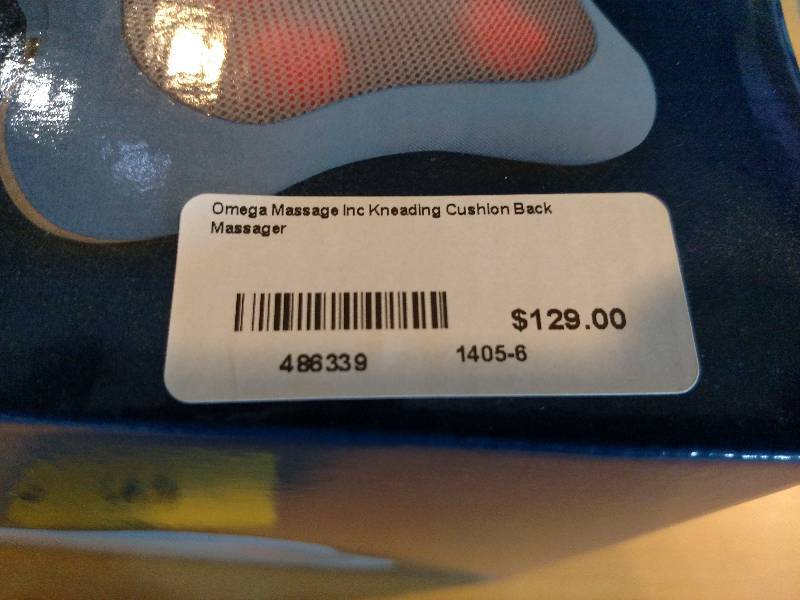 Omega Massage Inc Kneading Cushion Back
Massager
$129.00
486339
1405-6